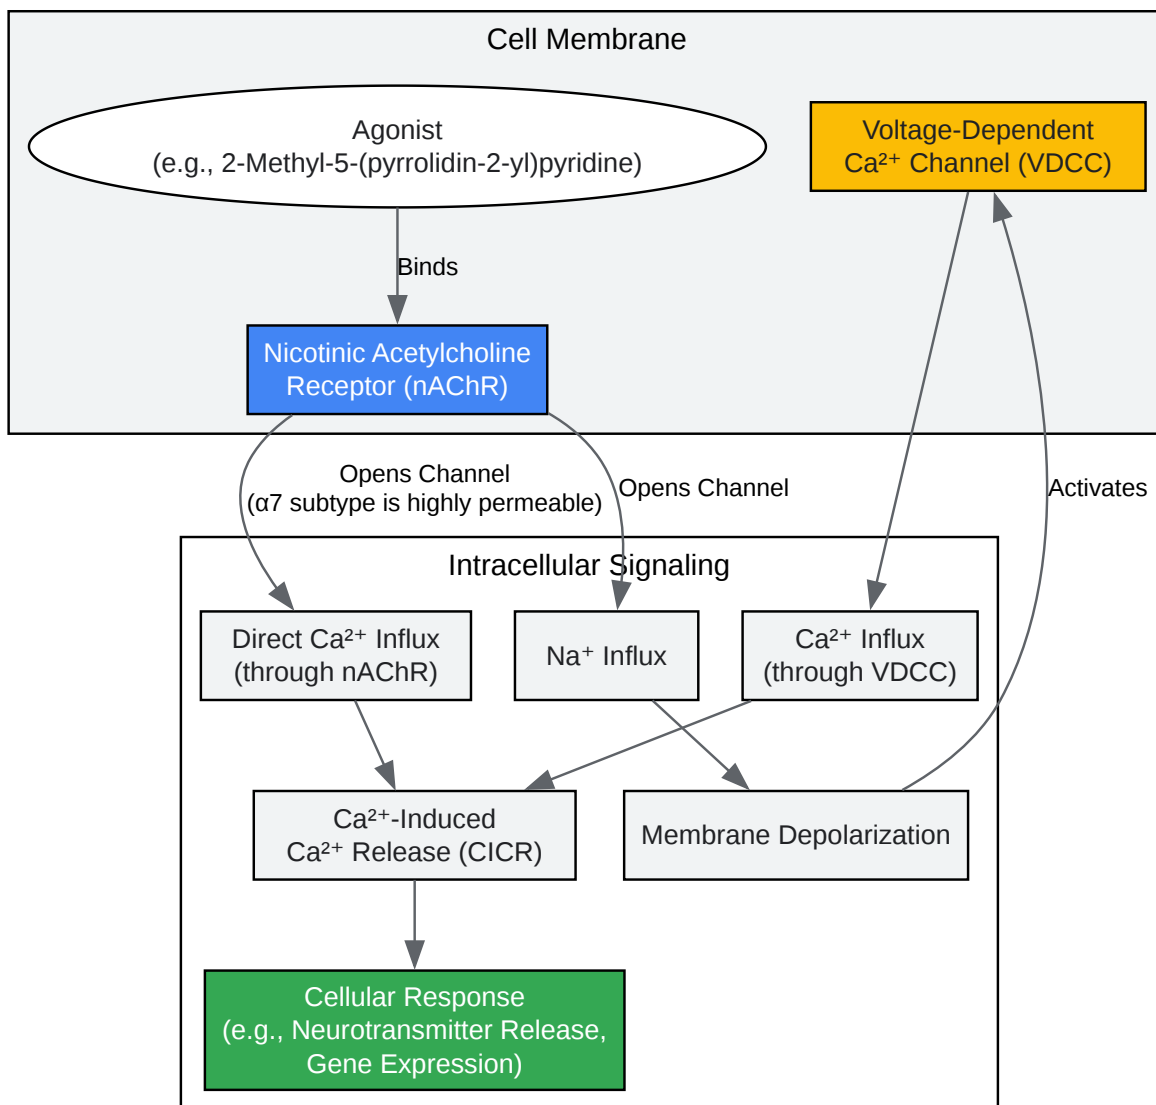 Cell Membrane
Agonist
(e.g., 2-Methyl-5-(pyrrolidin-2-yl)pyridine)
Voltage-Dependent
Ca²⁺ Channel (VDCC)
Binds
Nicotinic Acetylcholine
Receptor (nAChR)
Opens Channel
(α7 subtype is highly permeable)
Opens Channel
Activates
Intracellular Signaling
Direct Ca²⁺ Influx
(through nAChR)
Na⁺ Influx
Ca²⁺ Influx
(through VDCC)
Ca²⁺-Induced
Ca²⁺ Release (CICR)
Membrane Depolarization
Cellular Response
(e.g., Neurotransmitter Release,
Gene Expression)